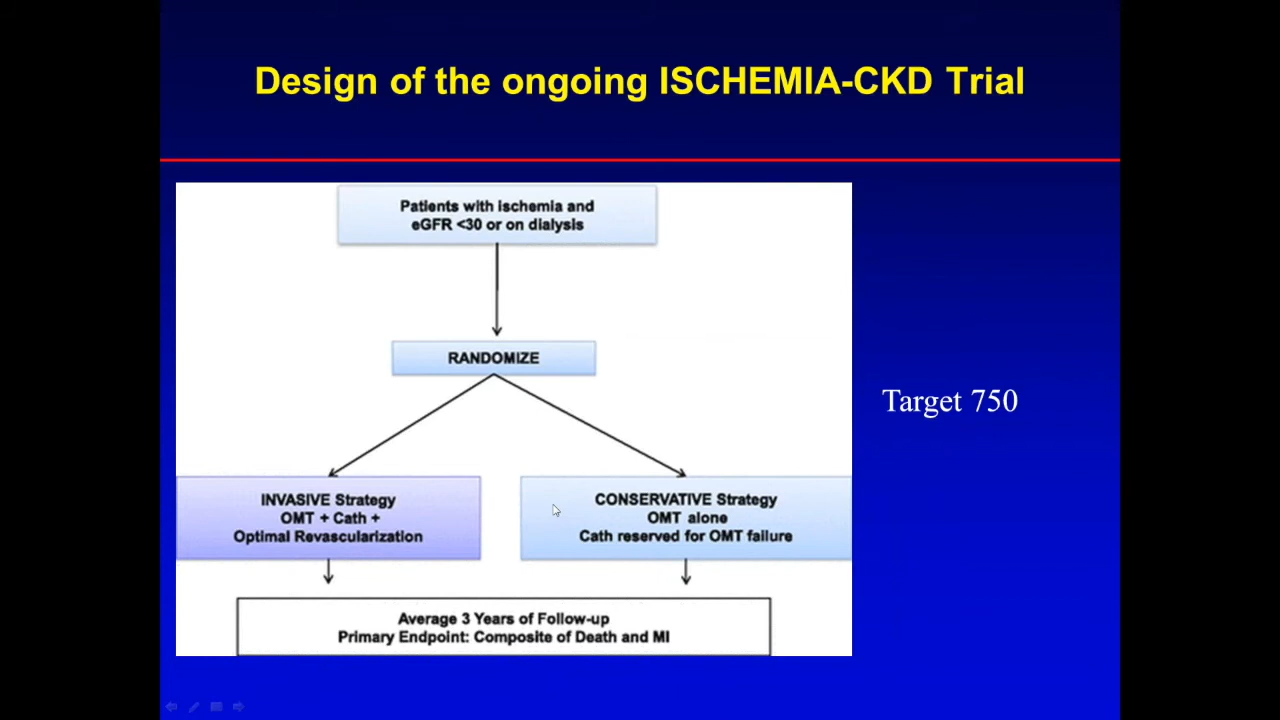 Design of the ongoing ISCHEMIA-CKD Trial
Patients with ischemia and
eGFR <30 or on dialysis
RANDOMIZE
Target 750
INVASIVE Strategy
OMT + Cath +
Optimal Revascularization
CONSERVATIVE Strategy
OMT alone
Cath reserved for OMT failure
Average 3 Years of Follow-up
Primary Endpoint: Composite of Death and MI